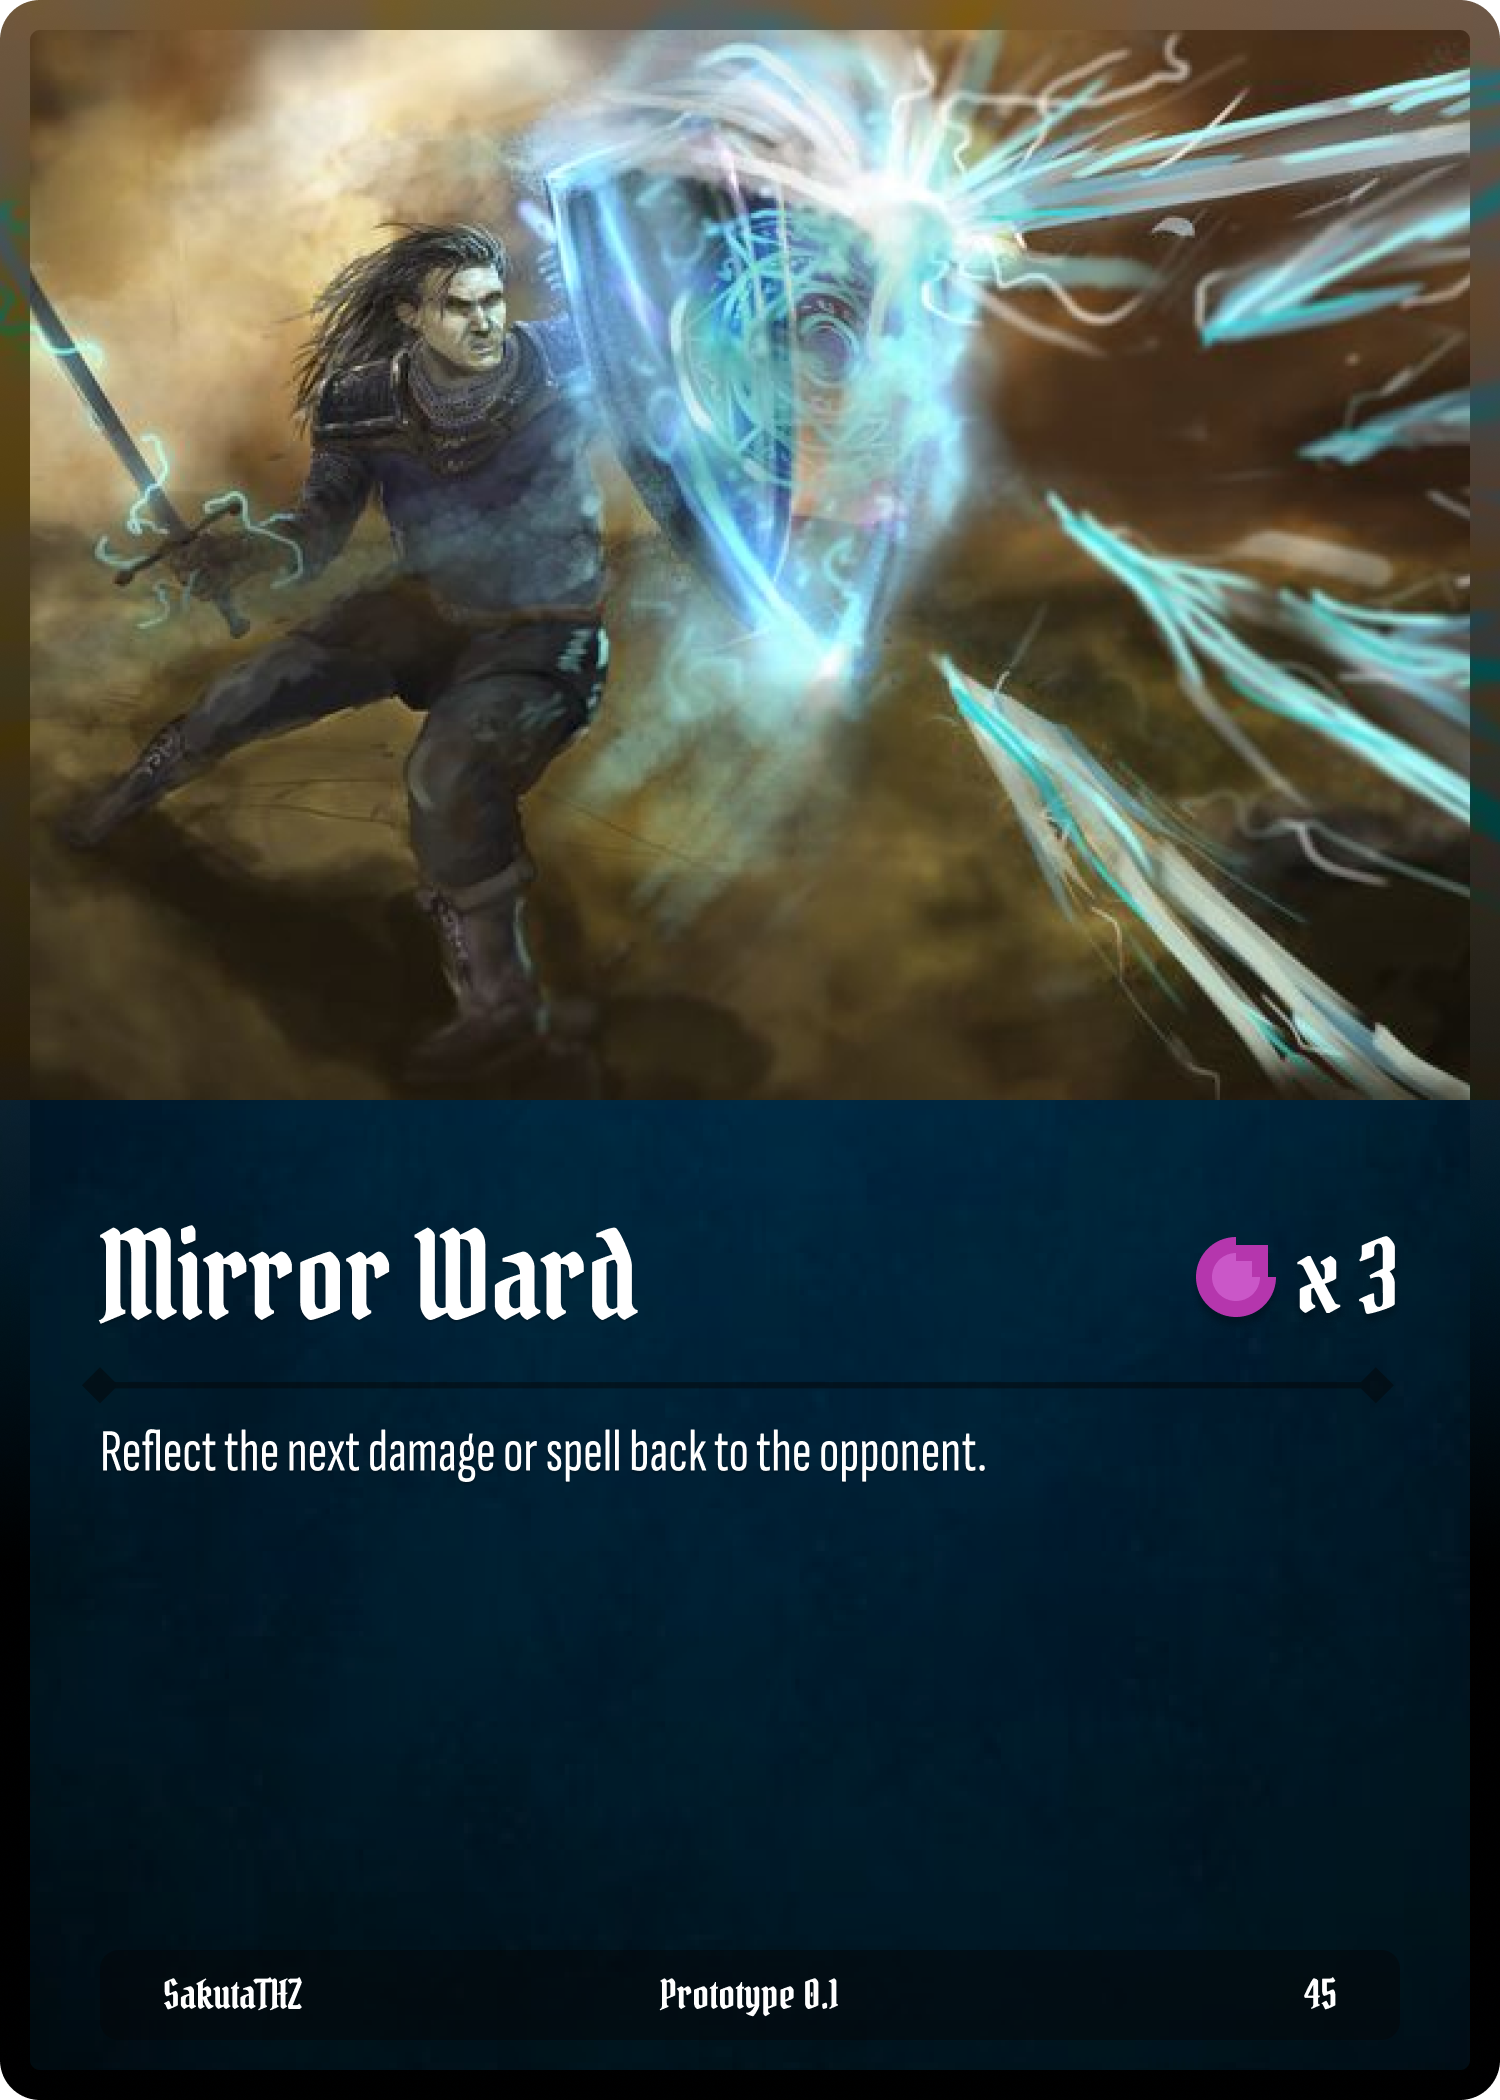 Mirror Ward
x 3
Reflect the next damage or spell back to the opponent.
SakutaTHZ
Prototype 0.1
45